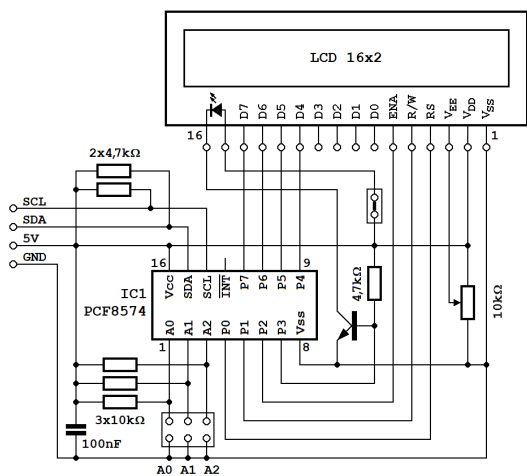 LCD 16x2
D7 D6 D5 D4 D3 D2 D1 D0 ENA R/W RS VEE VDD VSS
16 1
2x4,7kΩ
SCL
SDA
5V
GND
16 9
Vcc SDA SCL INT P7 P6 P5 P4
IC1
PCF8574
A0 A1 A2 P0 P1 P2 P3 Vss
1 8
4,7kΩ
10kΩ
3x10kΩ
100nF
A0 A1 A2